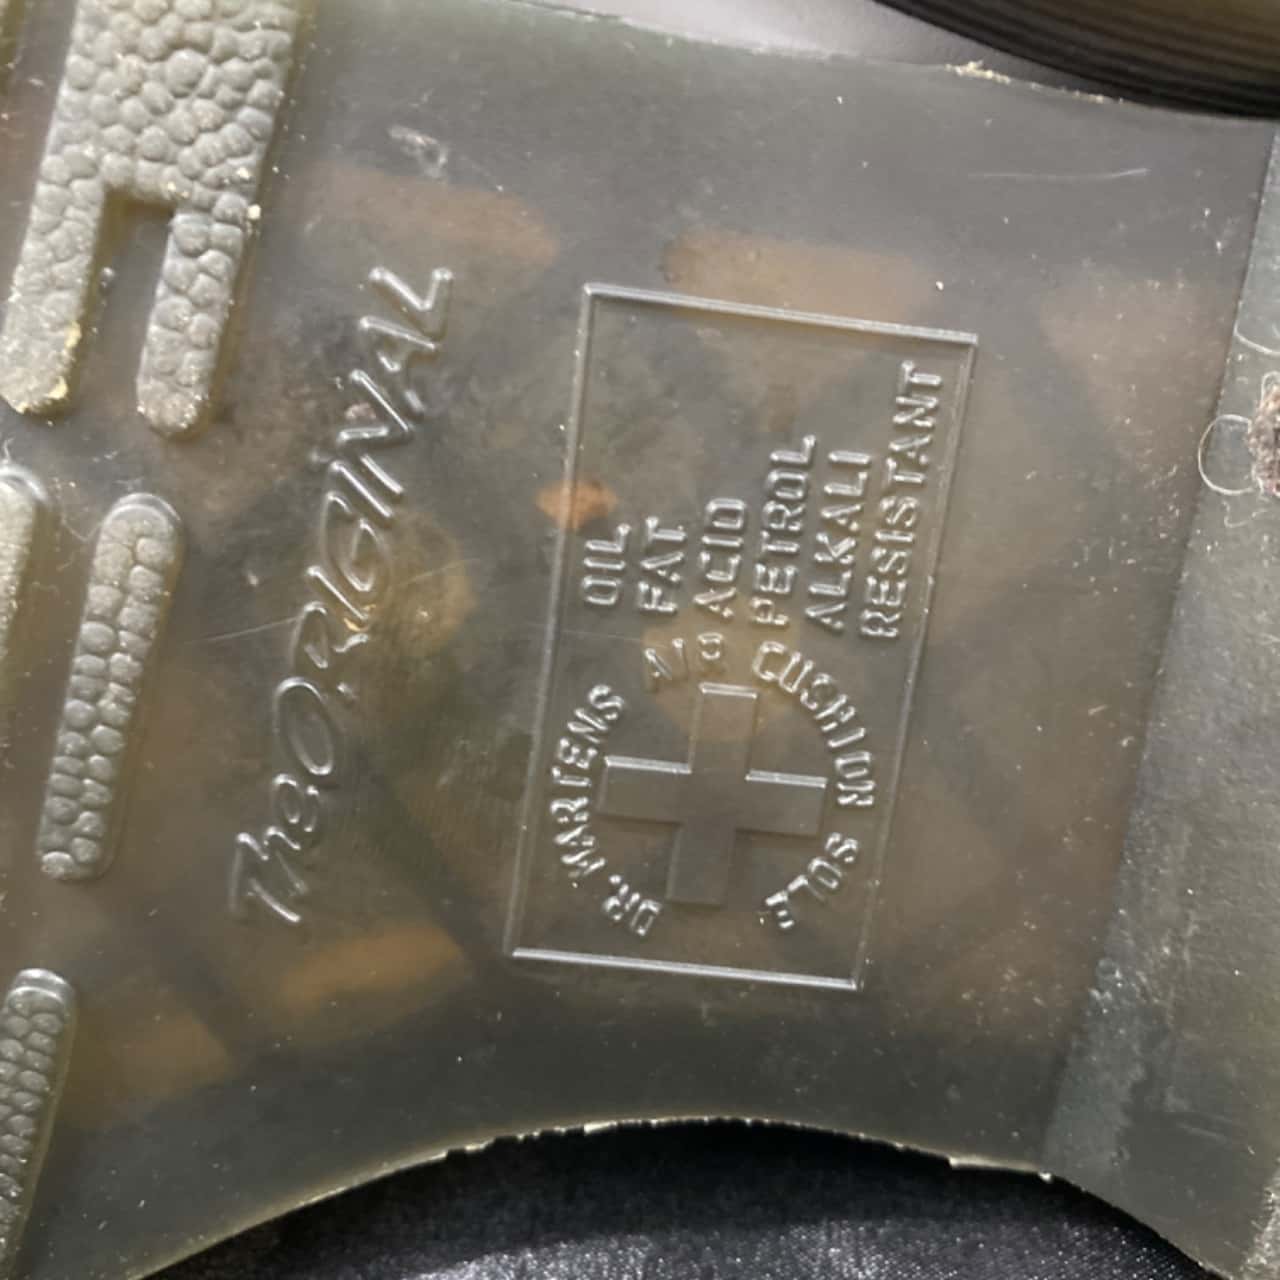 The ORIGINAL
DR. MARTENS Air CUSHION SOLE
OIL
FAT
ACID
PETROL
ALKALI
RESISTANT